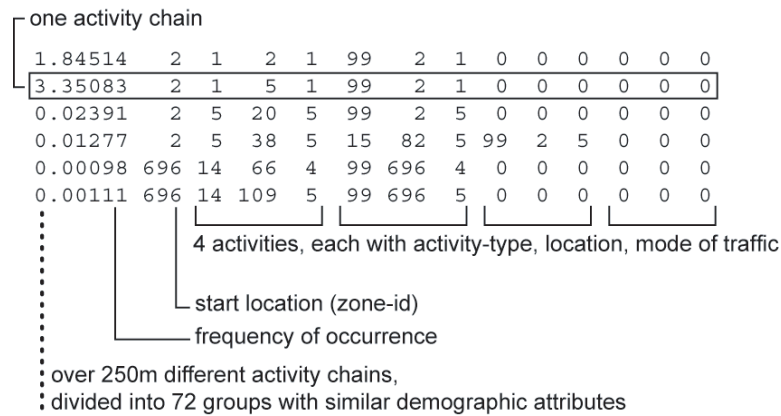 one activity chain
1.84514 2 1 2 1 99 2 1 0 0 0 0 0 0
3.35083 2 1 5 1 99 2 1 0 0 0 0 0 0
0.02391 2 5 20 5 99 2 5 0 0 0 0 0 0
0.01277 2 5 38 5 15 82 5 99 2 5 0 0 0
0.00098 696 14 66 4 99 696 4 0 0 0 0 0 0
0.00111 696 14 109 5 99 696 5 0 0 0 0 0 0
4 activities, each with activity-type, location, mode of traffic
start location (zone-id)
frequency of occurrence
over 250m different activity chains,
divided into 72 groups with similar demographic attributes